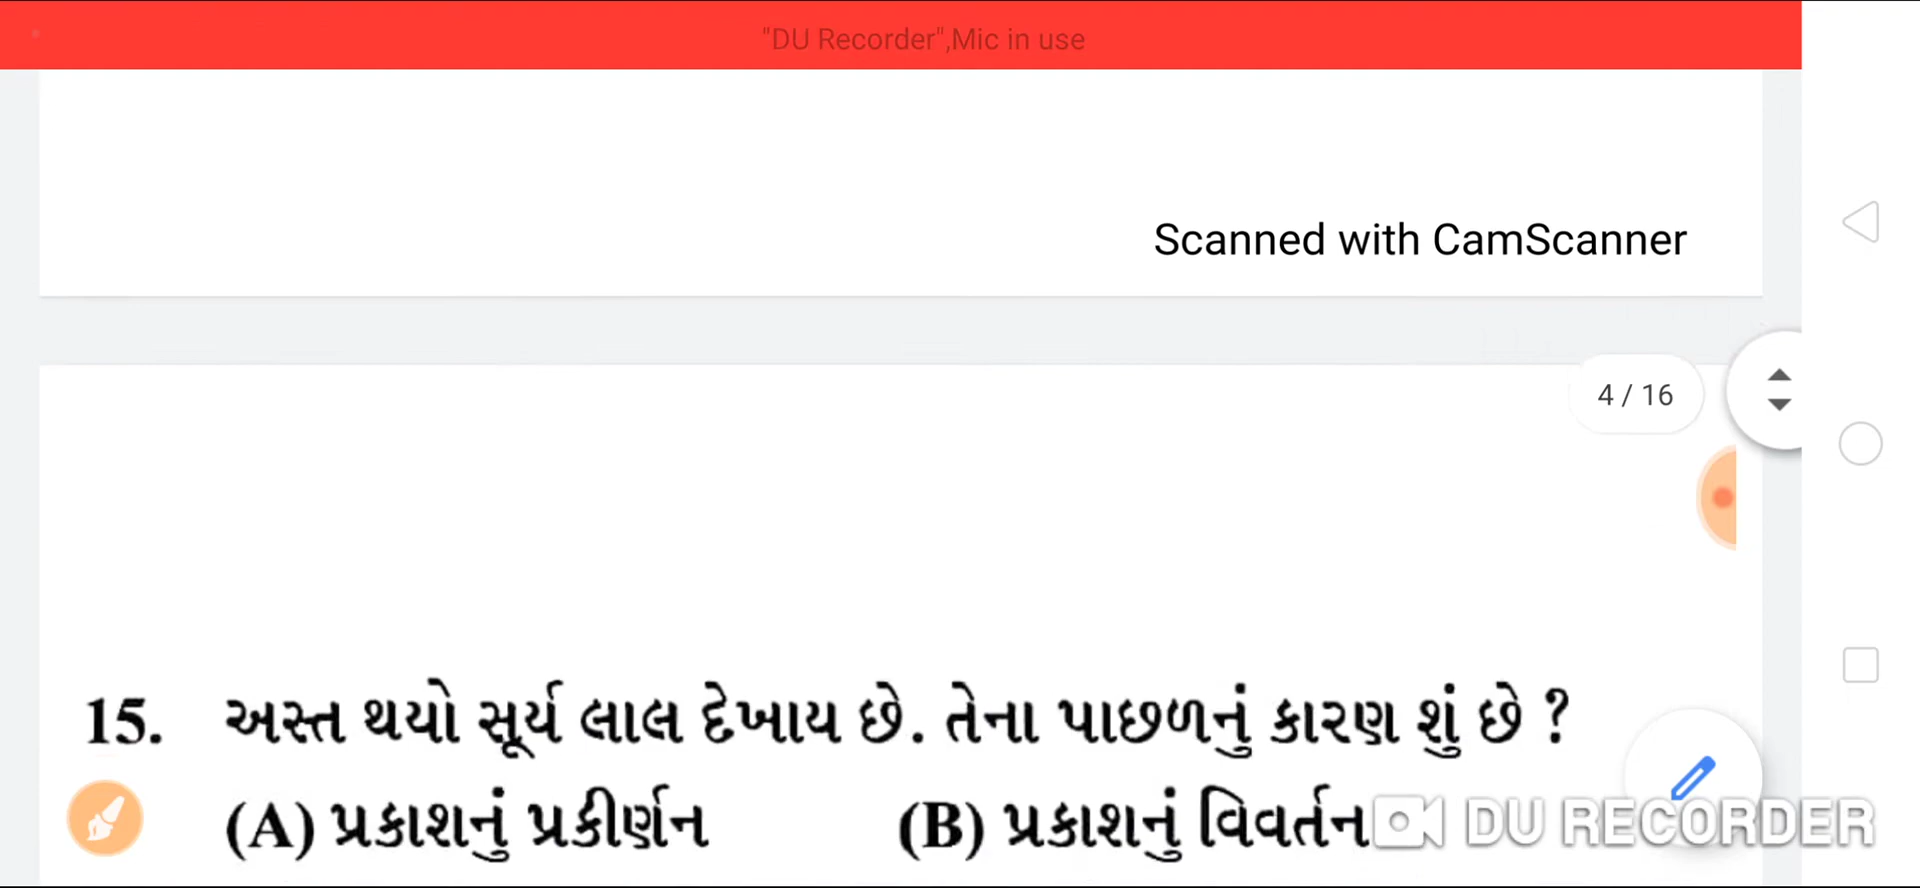 "DU Recorder",Mic in use
Scanned with CamScanner
4 / 16
15. અસ્ત થયો સૂર્ય લાલ દેખાય છે. તેના પાછળનું કારણ શું છે ?
(A) પ્રકાશનું પ્રકીર્ણન (B) પ્રકાશનું વિવર્તન
DU RECORDER